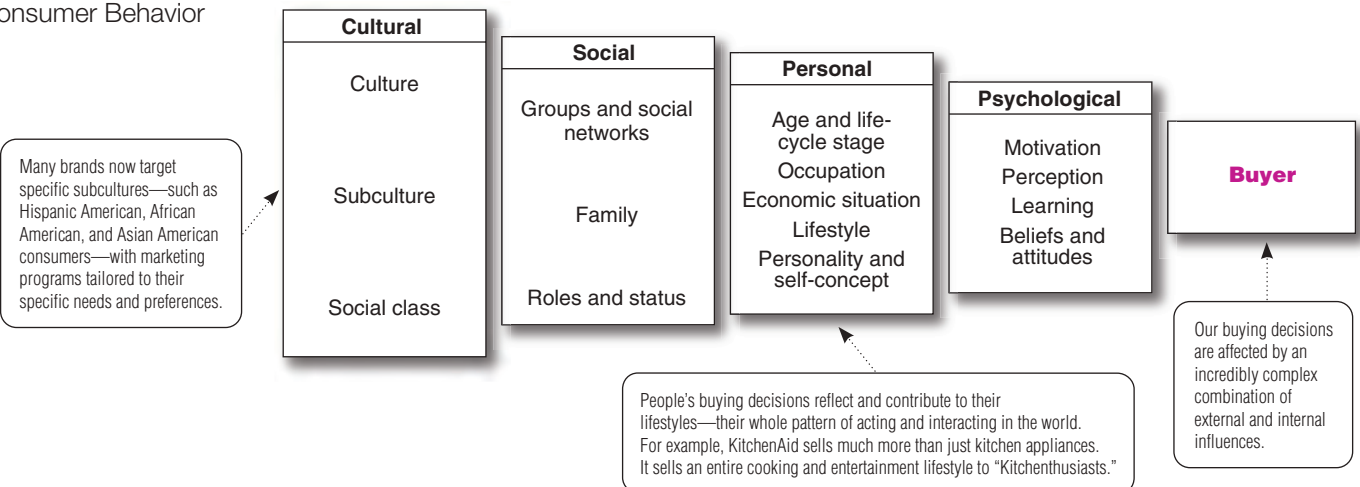 Consumer Behavior
Cultural
Culture
Subculture
Social class
Social
Groups and social
networks
Family
Roles and status
Personal
Age and life-
cycle stage
Occupation
Economic situation
Lifestyle
Personality and
self-concept
Psychological
Motivation
Perception
Learning
Beliefs and
attitudes
Buyer
Many brands now target
specific subcultures—such as
Hispanic American, African
American, and Asian American
consumers—with marketing
programs tailored to their
specific needs and preferences.
People's buying decisions reflect and contribute to their
lifestyles—their whole pattern of acting and interacting in the world.
For example, KitchenAid sells much more than just kitchen appliances.
It sells an entire cooking and entertainment lifestyle to “Kitchenthusiasts.”
Our buying decisions
are affected by an
incredibly complex
combination of
external and internal
influences.